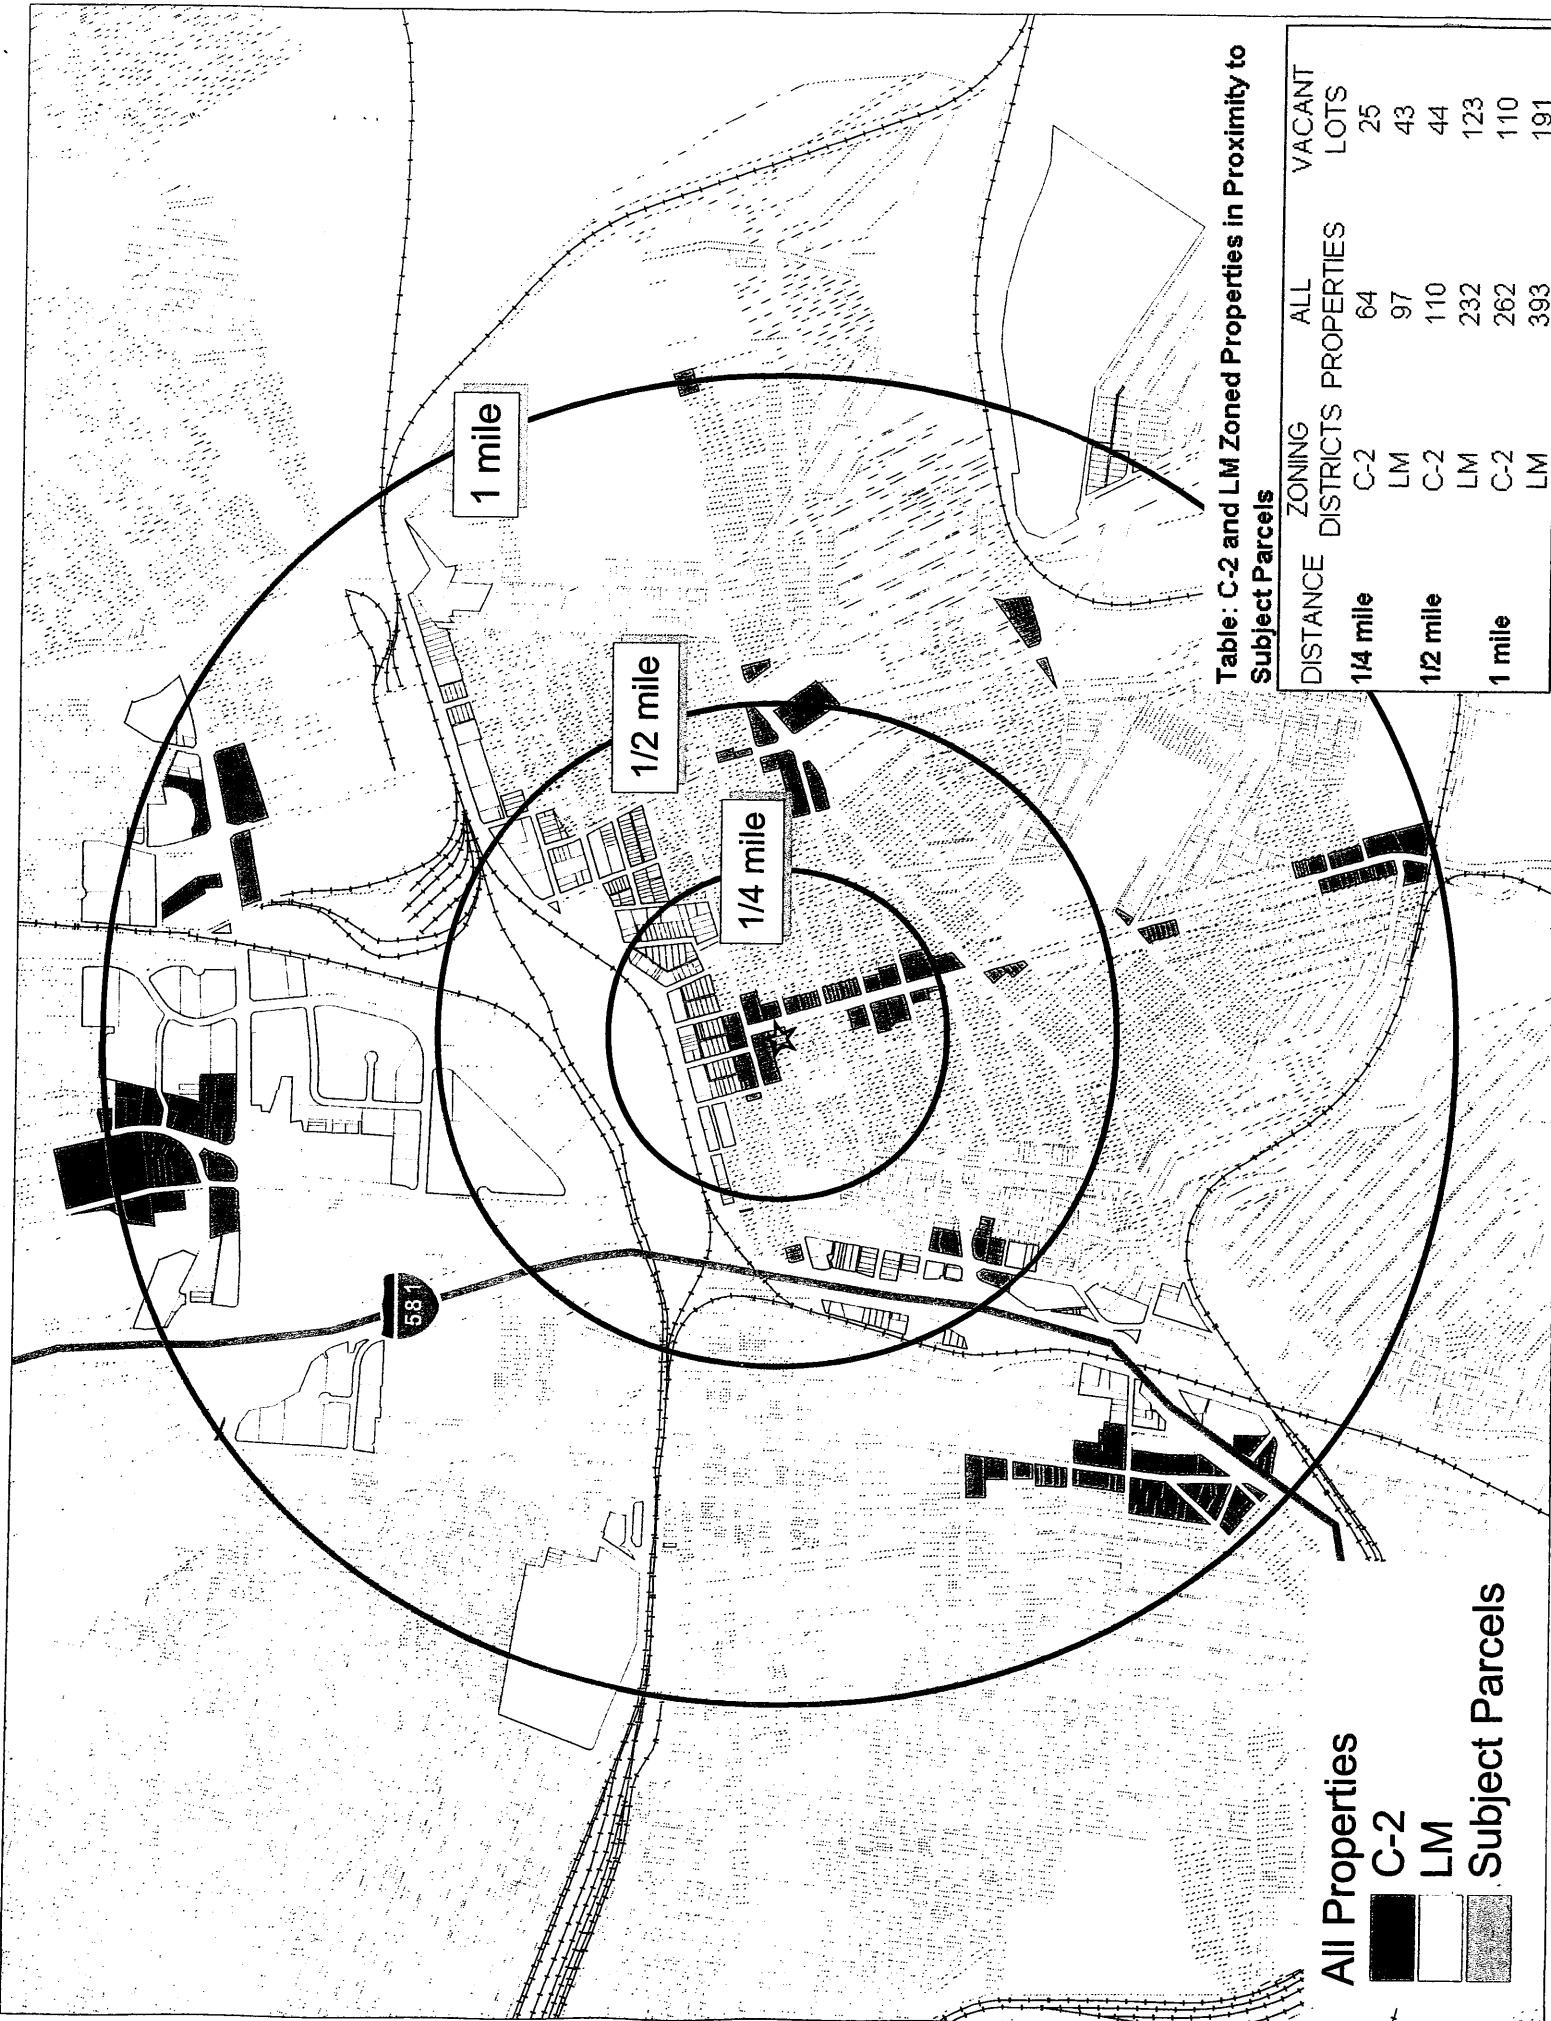 1 mile
1/2 mile
1/4 mile
581
Table: C-2 and LM Zoned Properties in Proximity to
Subject Parcels
DISTANCE ZONING DISTRICTS ALL PROPERTIES VACANT LOTS
1/4 mile C-2 64 25
LM 97 43
1/2 mile C-2 110 44
LM 232 123
1 mile C-2 262 110
LM 393 191
All Properties
C-2
LM
Subject Parcels